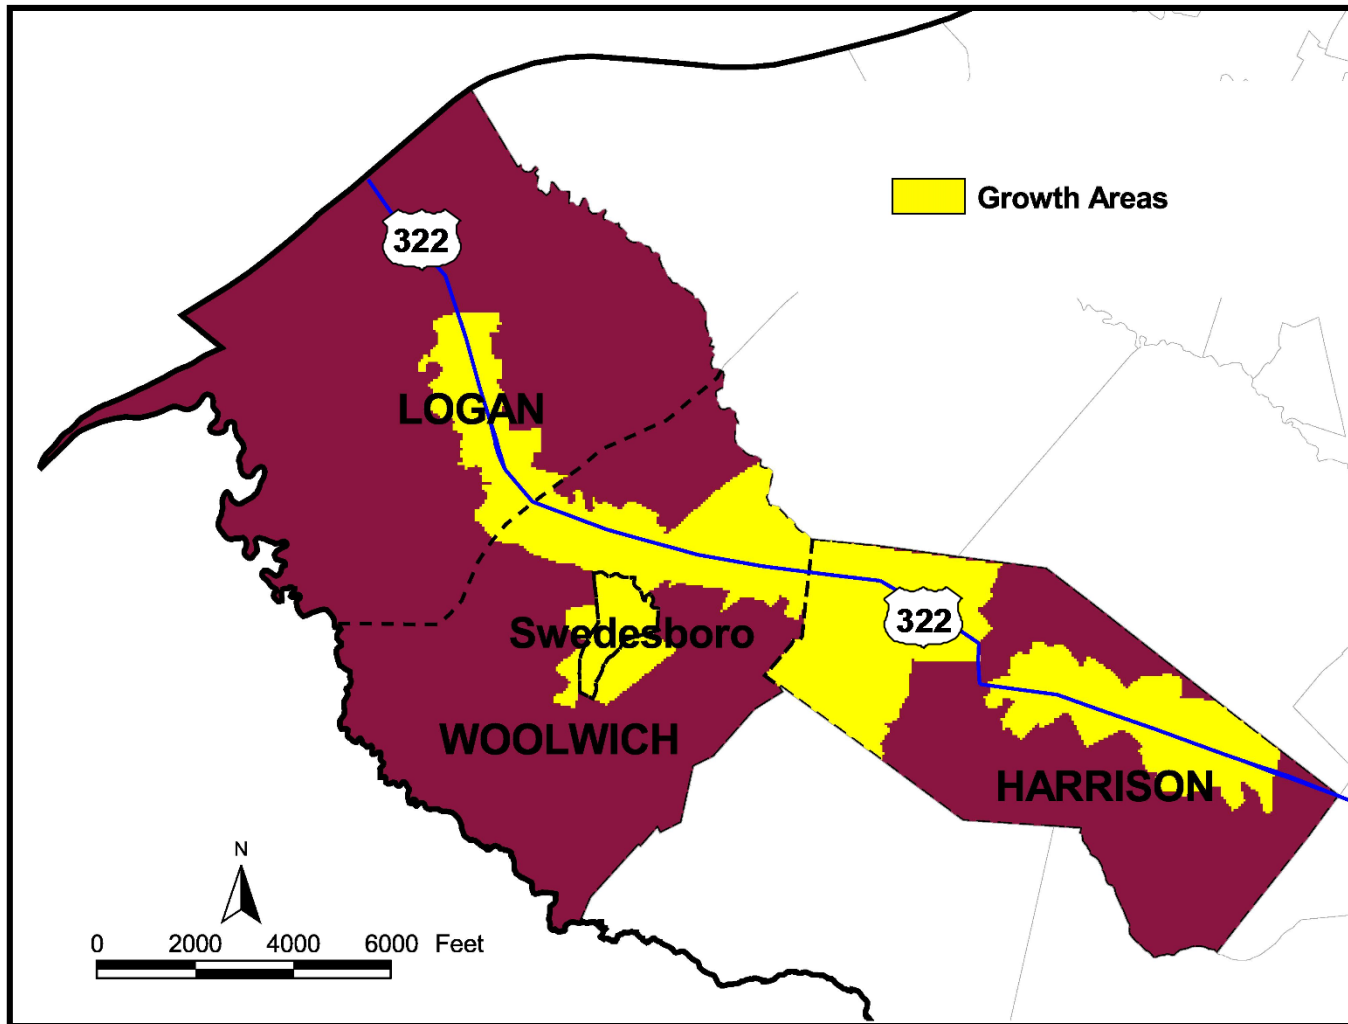 322
Growth Areas
LOGAN
322
Swedesboro
WOOLWICH
HARRISON
N
0 2000 4000 6000 Feet